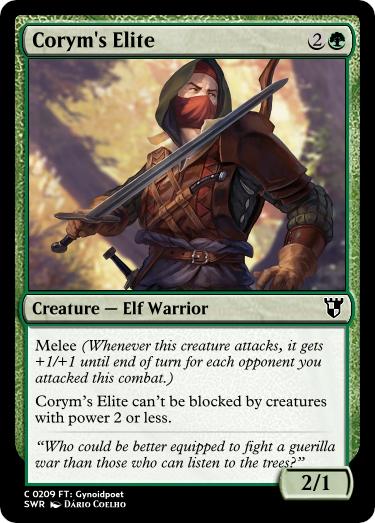 Corym's Elite 2
Creature — Elf Warrior
Melee (Whenever this creature attacks, it gets
+1/+1 until end of turn for each opponent you
attacked this combat.)
Corym's Elite can't be blocked by creatures
with power 2 or less.
“Who could be better equipped to fight a guerilla
war than those who can listen to the trees?”
2/1
C 0209 FT: Gynoidpoet
SWR Dário Coelho